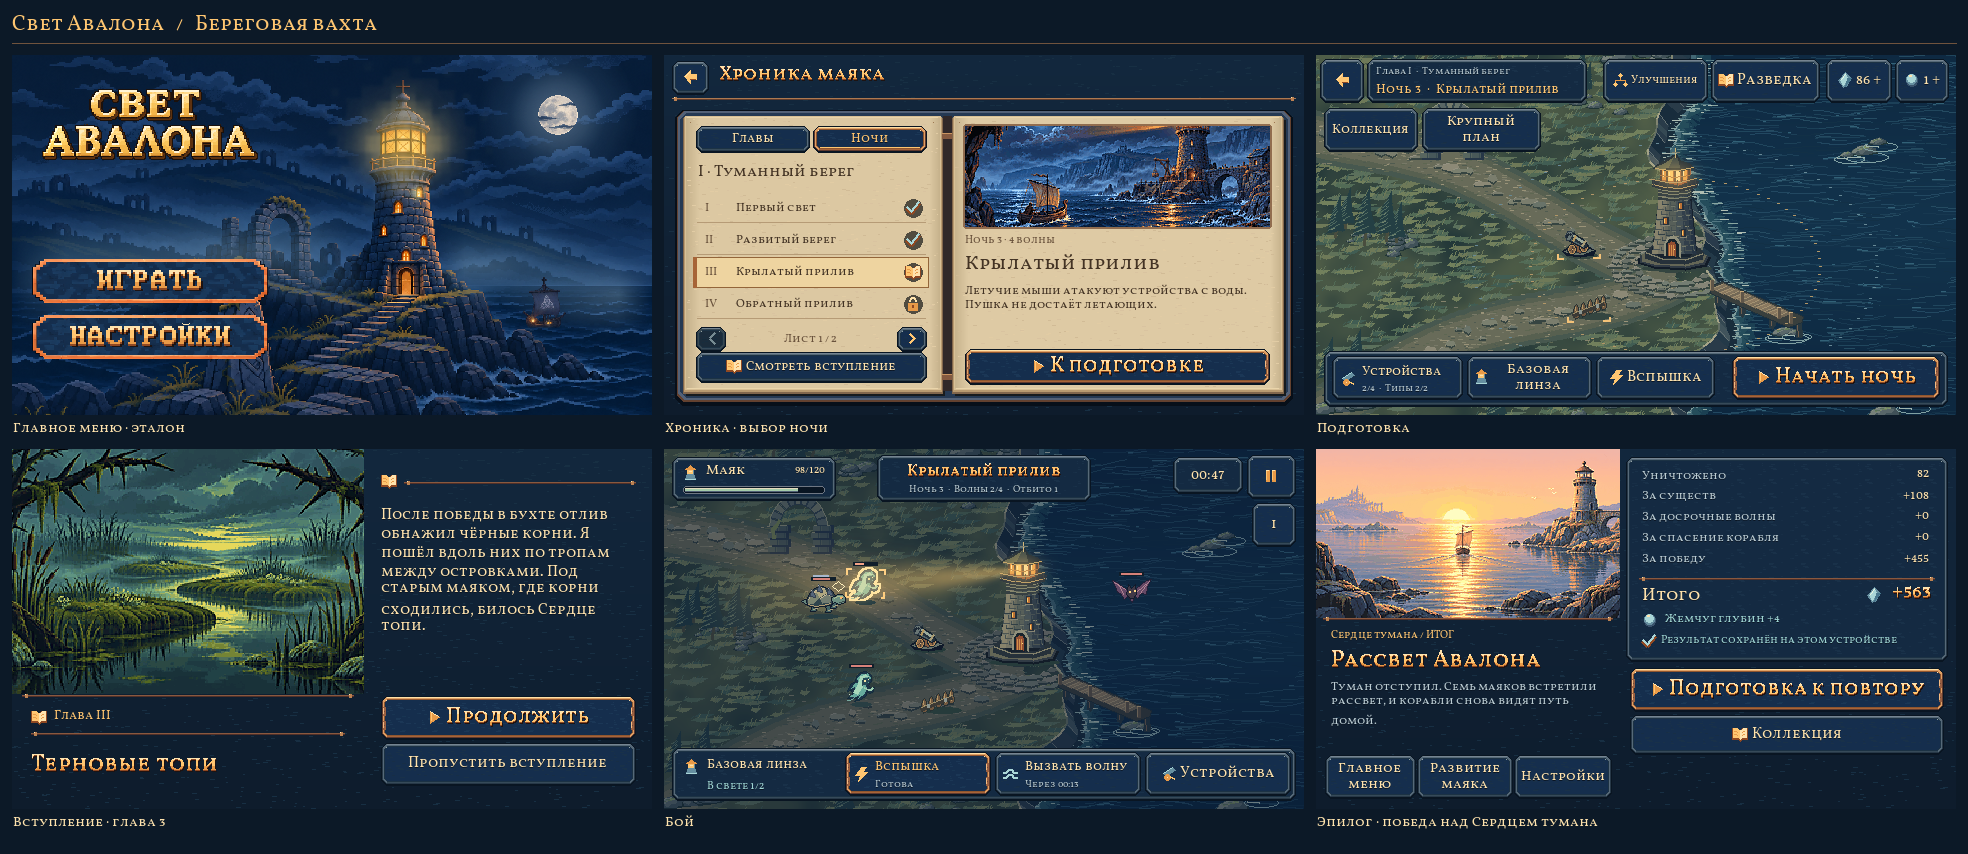 Свет Авалона / Береговая вахта
СВЕТ
АВАЛОНА
ИГРАТЬ
НАСТРОЙКИ
Главное меню · эталон
Хроника маяка
Главы
Ночи
I · Туманный берег
I Первый свет
II Разбитый берег
III Крылатый прилив
IV Обратный прилив
Лист 1 / 2
Смотреть вступление
Ночь 3 · 4 волны
Крылатый прилив
Летучие мыши атакуют устройства с воды.
Пушка не достаёт летающих.
К подготовке
Хроника · выбор ночи
Глава I · Туманный берег
Ночь 3 · Крылатый прилив
Улучшения
Разведка
86 +
1 +
Коллекция
Крупный
план
Устройства
2/4 · Типы 2/2
Базовая
линза
Вспышка
Начать ночь
Подготовка
Глава III
Терновые топи
После победы в бухте отлив
обнажил чёрные корни. Я
пошёл вдоль них по тропам
между островками. Под
старым маяком, где корни
сходились, билось Сердце
топи.
Продолжить
Пропустить вступление
Вступление · глава 3
Маяк 98/120
Крылатый прилив
Ночь 3 · Волны 2/4 · Отбито 1
00:47
1
Базовая линза
В свете 1/2
Вспышка
Готова
Вызвать волну
Через 00:13
Устройства
Бой
Сердце тумана / ИТОГ
Рассвет Авалона
Туман отступил. Семь маяков встретили
рассвет, и корабли снова видят путь
домой.
Главное
меню
Развитие
маяка
Настройки
Уничтожено 82
За существ +108
За досрочные волны +0
За спасение корабля +0
За победу +455
Итого +563
Жемчуг глубин +4
Результат сохранён на этом устройстве
Подготовка к повтору
Коллекция
Эпилог · победа над Сердцем тумана